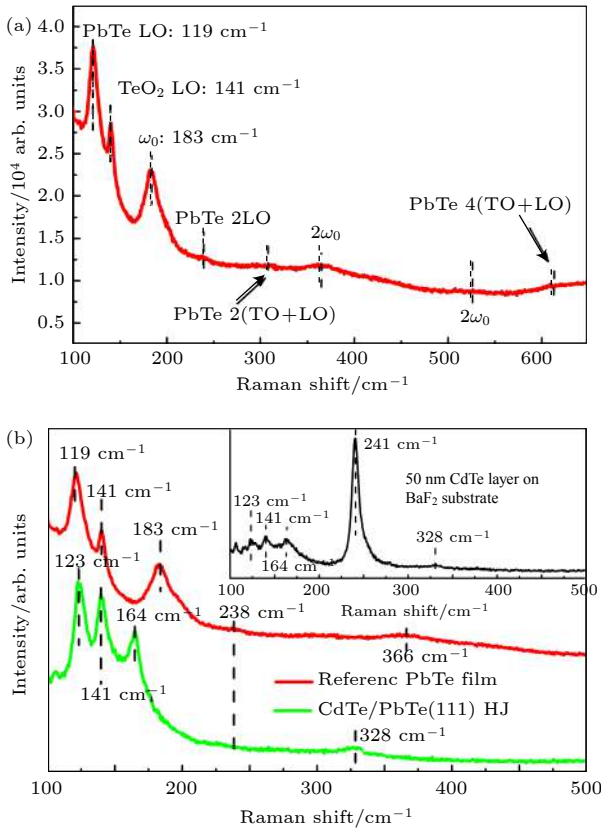 (a)
PbTe LO: 119 cm⁻¹
TeO₂ LO: 141 cm⁻¹
ω₀: 183 cm⁻¹
PbTe 2LO
PbTe 2(TO+LO)
2ω₀
PbTe 4(TO+LO)
2ω₀
Intensity/10⁴ arb. units
4.0
3.5
3.0
2.5
2.0
1.5
1.0
0.5
100 200 300 400 500 600
Raman shift/cm⁻¹
(b)
119 cm⁻¹
141 cm⁻¹
183 cm⁻¹
123 cm⁻¹
164 cm⁻¹
141 cm⁻¹
238 cm⁻¹
366 cm⁻¹
328 cm⁻¹
Referenc PbTe film
CdTe/PbTe(111) HJ
241 cm⁻¹
50 nm CdTe layer on
BaF₂ substrate
123 cm⁻¹
141 cm⁻¹
164 cm⁻¹
328 cm⁻¹
100 200 300 400 500
Raman shift/cm⁻¹
Intensity/arb. units
100 200 300 400 500
Raman shift/cm⁻¹